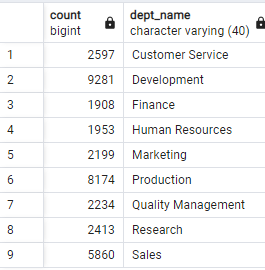 count dept_name
bigint character varying (40)
1 2597 Customer Service
2 9281 Development
3 1908 Finance
4 1953 Human Resources
5 2199 Marketing
6 8174 Production
7 2234 Quality Management
8 2413 Research
9 5860 Sales